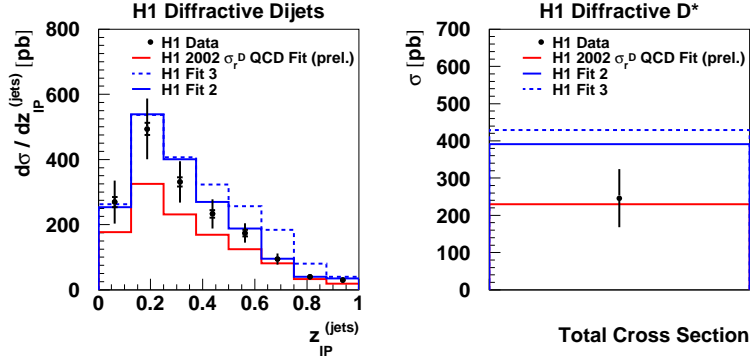 H1 Diffractive Dijets
dσ / dz_IP^(jets) [pb]
800
600
400
200
0
H1 Data
H1 2002 σ_r^D QCD Fit (prel.)
H1 Fit 3
H1 Fit 2
0 0.2 0.4 0.6 0.8 1
z_IP^(jets)
H1 Diffractive D*
σ [pb]
700
600
500
400
300
200
100
0
H1 Data
H1 2002 σ_r^D QCD Fit (prel.)
H1 Fit 2
H1 Fit 3
Total Cross Section